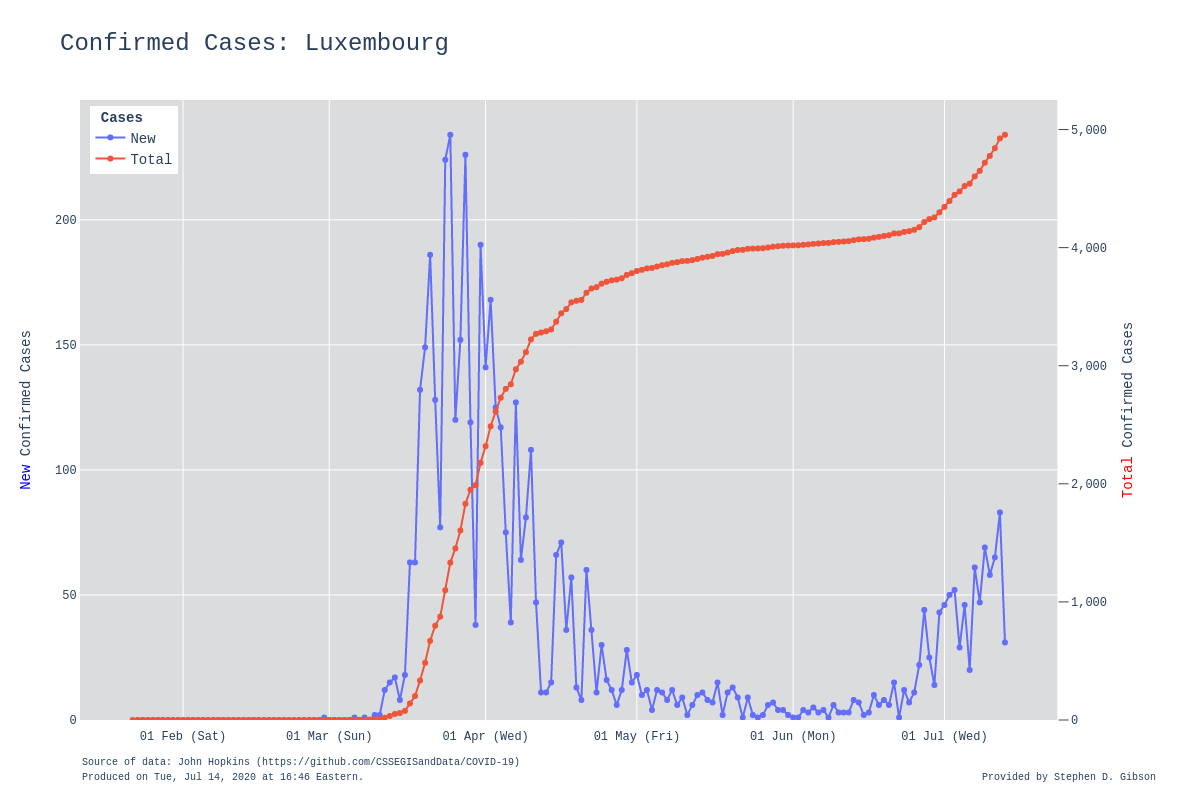 Confirmed Cases: Luxembourg
Cases
New
Total
200
150
100
50
0
5,000
4,000
3,000
2,000
1,000
0
New Confirmed Cases
Total Confirmed Cases
01 Feb (Sat)
01 Mar (Sun)
01 Apr (Wed)
01 May (Fri)
01 Jun (Mon)
01 Jul (Wed)
Source of data: John Hopkins (https://github.com/CSSEGISandData/COVID-19)
Produced on Tue, Jul 14, 2020 at 16:46 Eastern.
Provided by Stephen D. Gibson